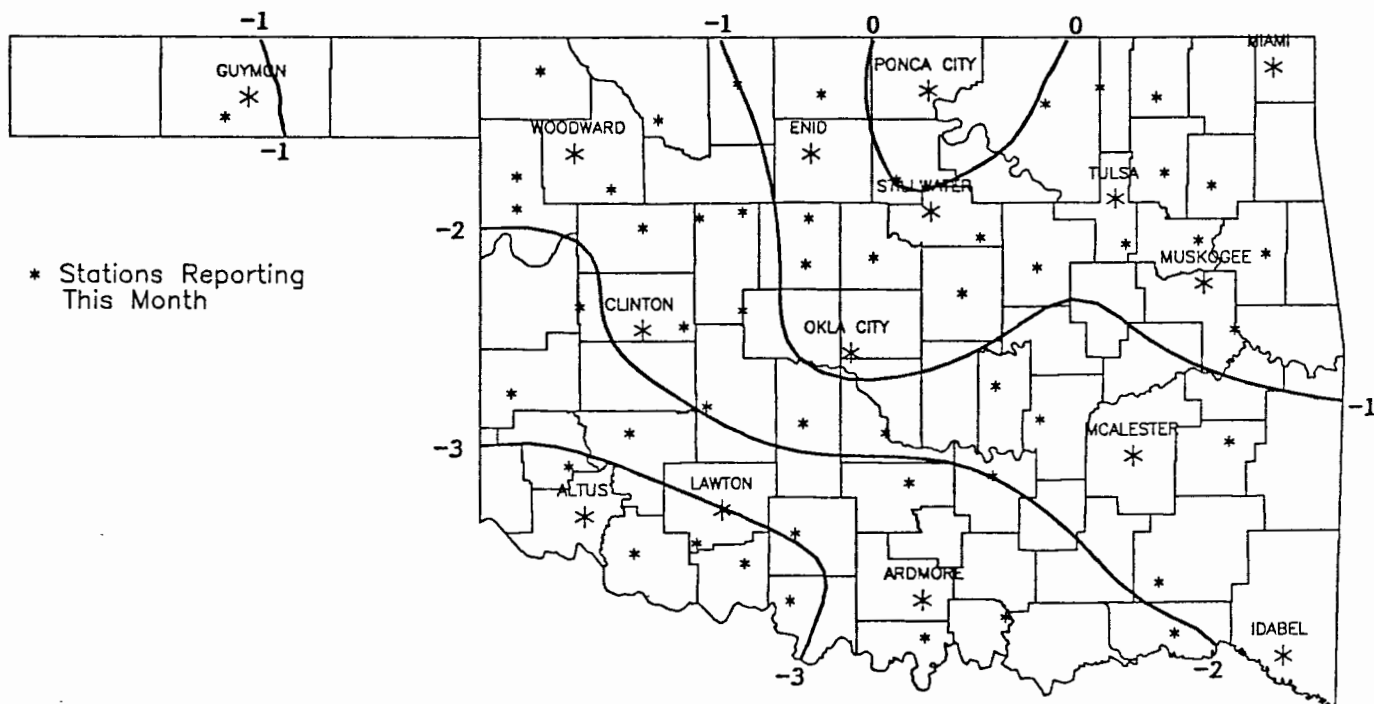 -1
-1
0
0
MIAMI
GUYMON
PONCA CITY
-1
WOODWARD
ENID
TULSA
STILLWATER
-2
MUSKOGEE
* Stations Reporting
This Month
CLINTON
OKLA CITY
-1
MCALESTER
-3
ALTUS
LAWTON
ARDMORE
IDABEL
-3
-2